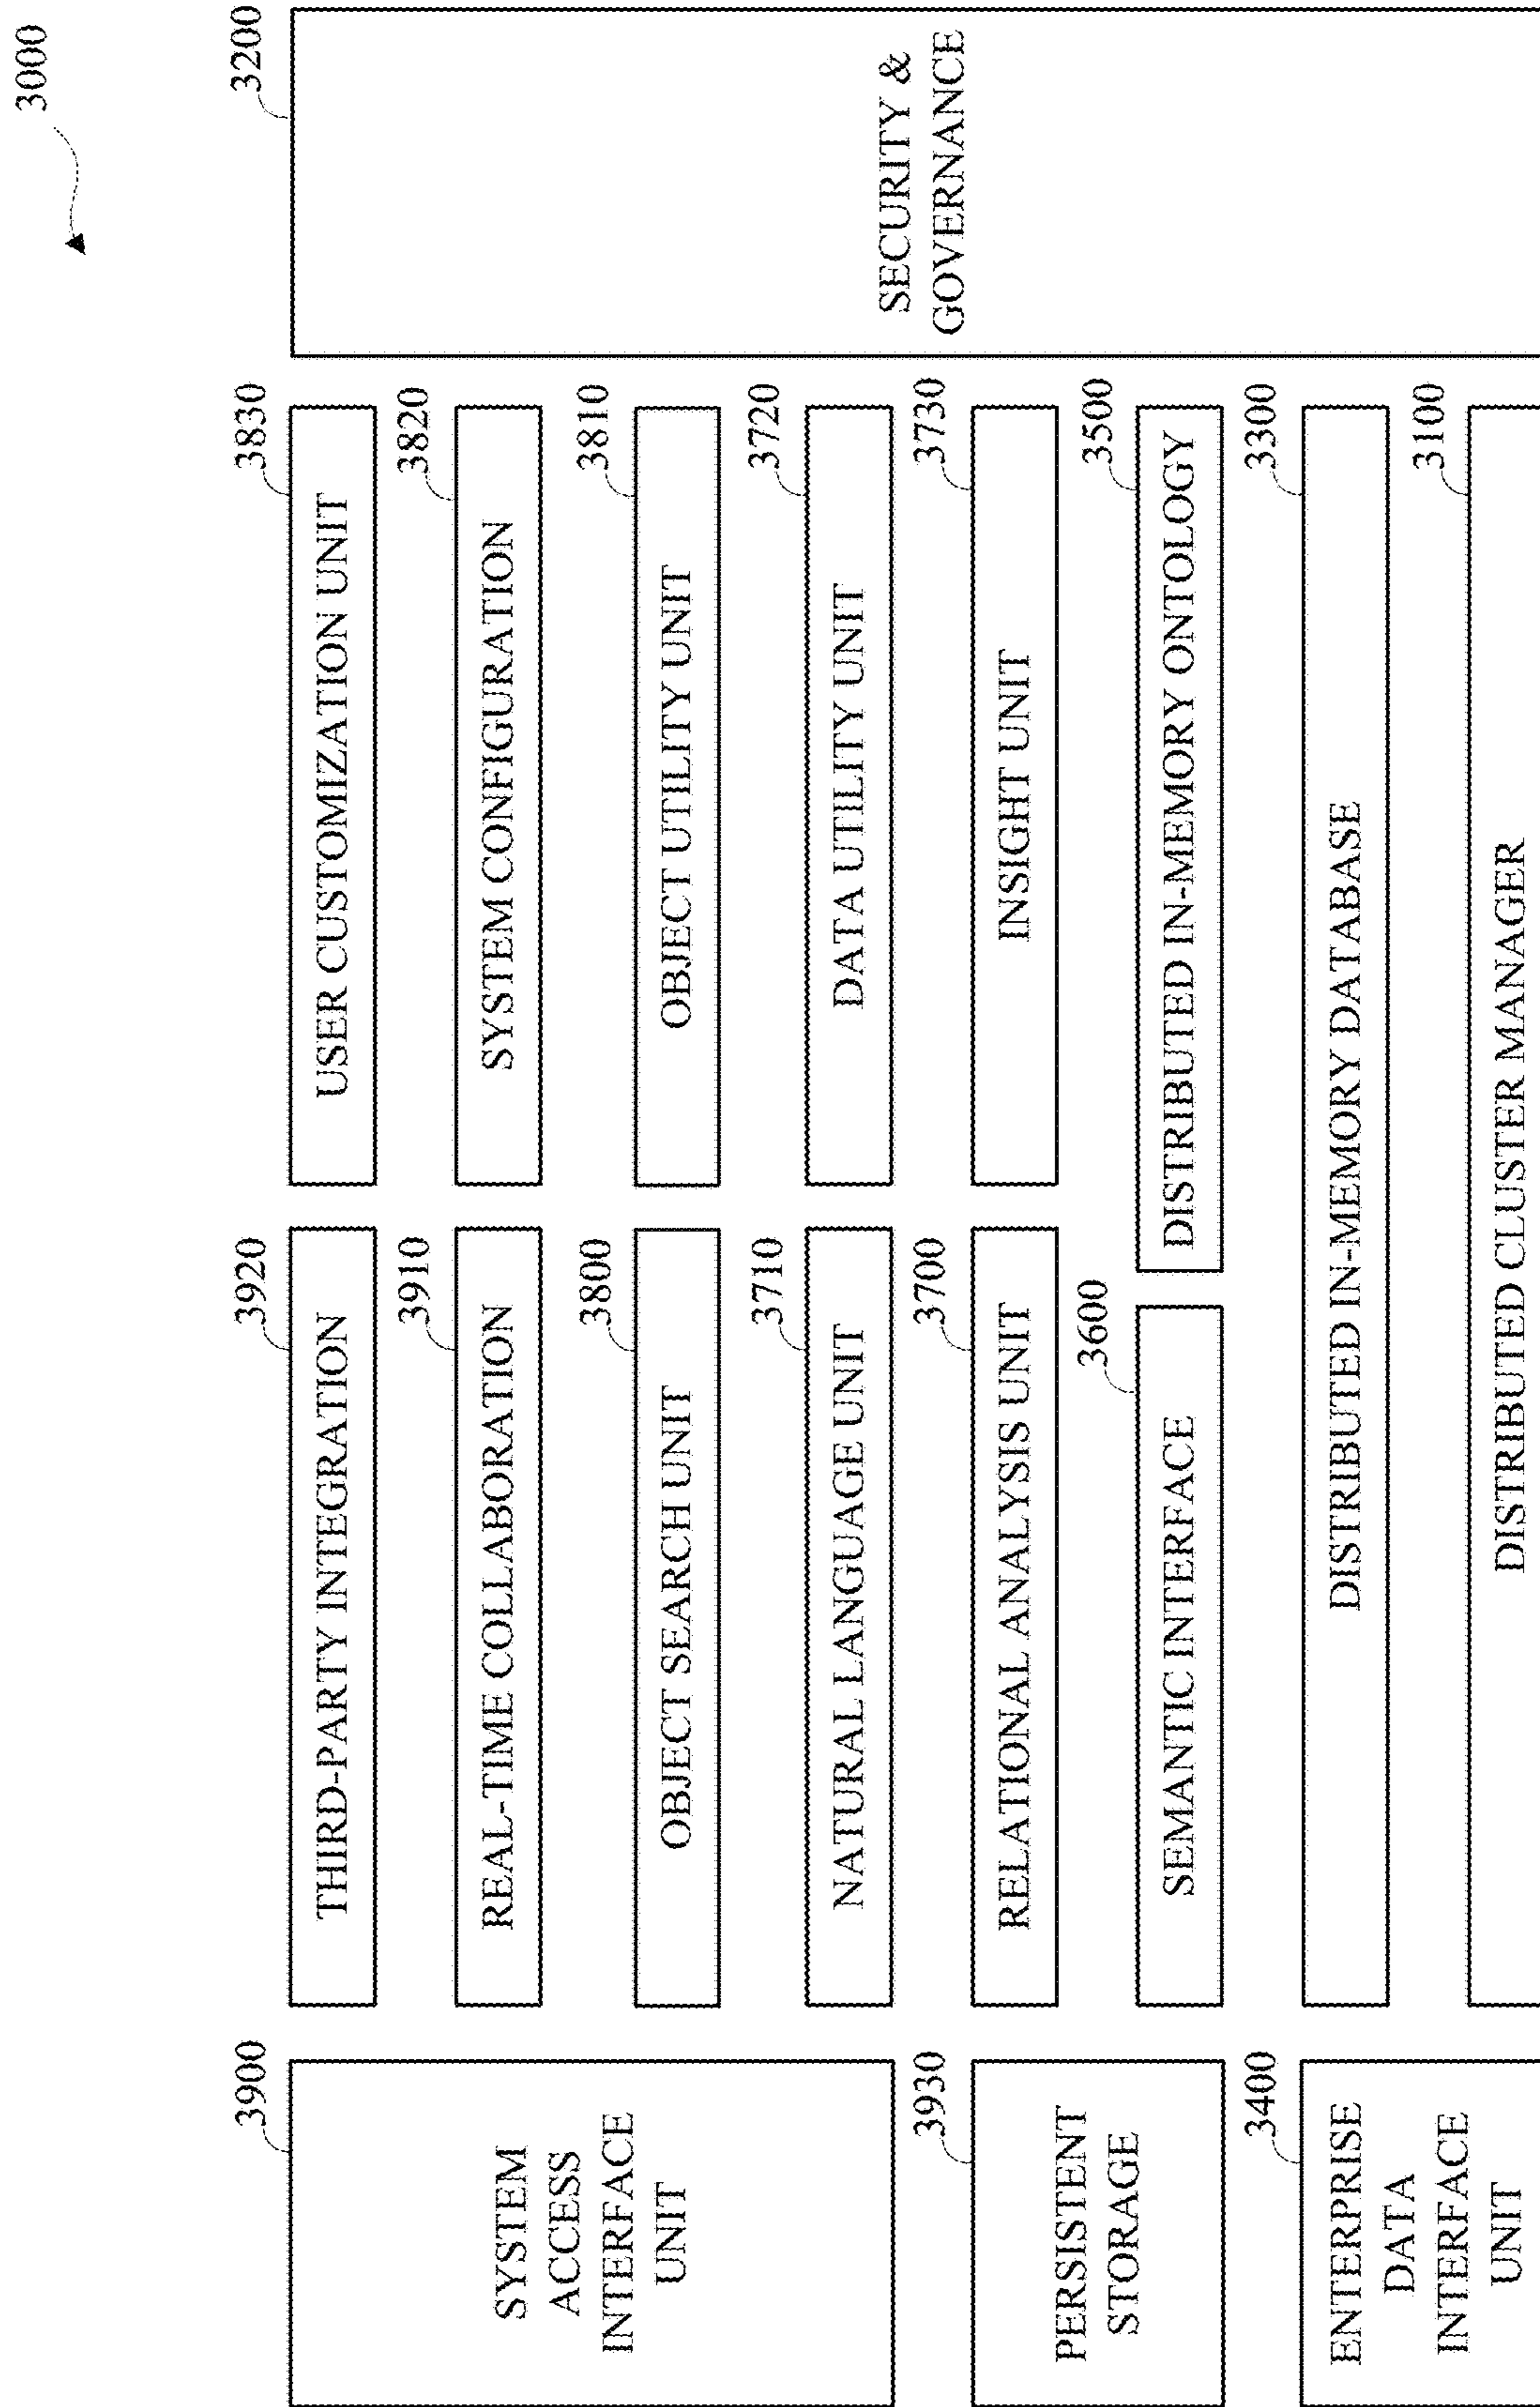 3000
3900
SYSTEM
ACCESS
INTERFACE
UNIT
3920
THIRD-PARTY INTEGRATION
3830
USER CUSTOMIZATION UNIT
3200
SECURITY &
GOVERNANCE
3910
REAL-TIME COLLABORATION
3820
SYSTEM CONFIGURATION
3800
OBJECT SEARCH UNIT
3810
OBJECT UTILITY UNIT
3710
NATURAL LANGUAGE UNIT
3720
DATA UTILITY UNIT
3930
PERSISTENT
STORAGE
3700
RELATIONAL ANALYSIS UNIT
3730
INSIGHT UNIT
3600
SEMANTIC INTERFACE
3500
DISTRIBUTED IN-MEMORY ONTOLOGY
3400
ENTERPRISE
DATA
INTERFACE
UNIT
3300
DISTRIBUTED IN-MEMORY DATABASE
3100
DISTRIBUTED CLUSTER MANAGER